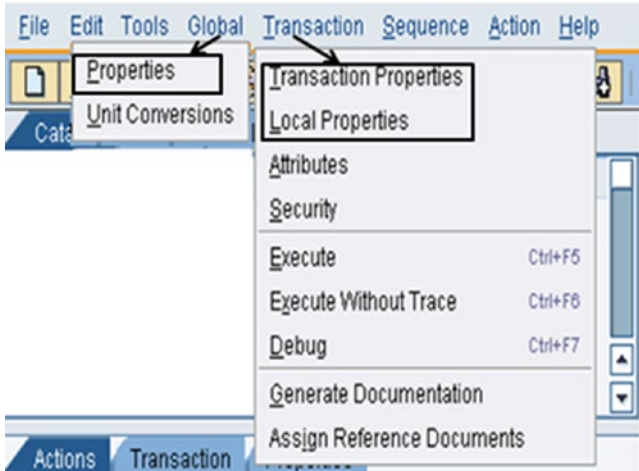 File Edit Tools Global Transaction Sequence Action Help
Properties
Unit Conversions
Transaction Properties
Local Properties
Attributes
Security
Execute Ctrl+F5
Execute Without Trace Ctrl+F6
Debug Ctrl+F7
Generate Documentation
Assign Reference Documents
Cata
Actions Transaction